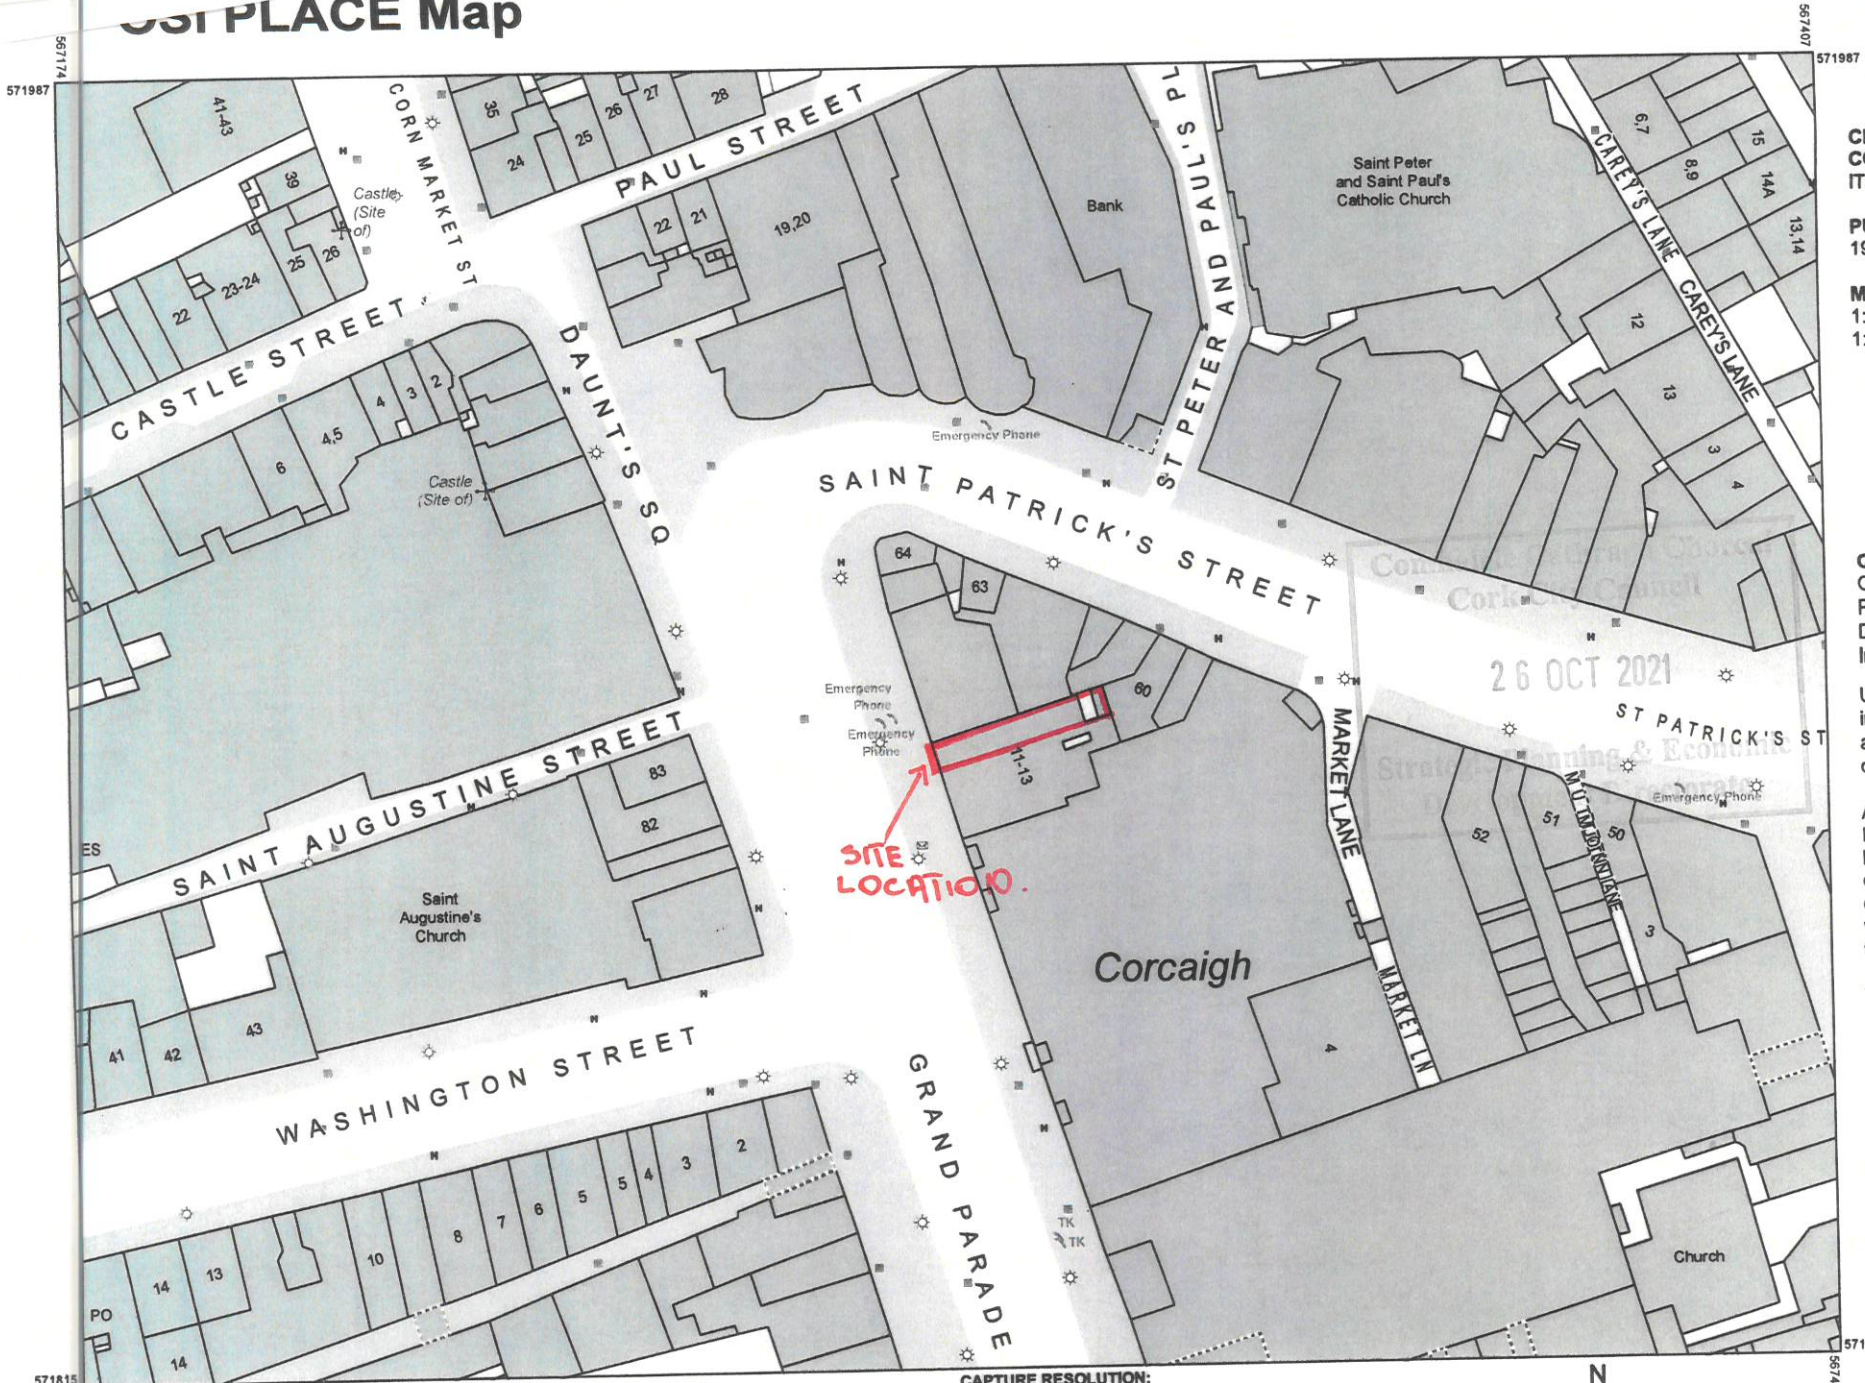 OSI PLACE Map
567174
567407
571987
571987
41-43
CORN MARKET ST
35
24
25
26
27
28
PAUL STREET
39
Castle
(Site
of)
25
26
23-24
22
CASTLE STREET
22
21
19,20
Bank
ST PETER AND PAUL'S PL
Saint Peter
and Saint Paul's
Catholic Church
CAREY'S LANE
CAREY'S LANE
6,7
8,9
15
14A
13,14
12
13
3
4
DAUNT'S SQ
2
3
4
4,5
6
Castle
(Site of)
Emergency Phone
SAINT PATRICK'S STREET
64
63
60
Cork City Council
26 OCT 2021
Strategic Planning & Economic
ST PATRICK'S ST
Emergency
Phone
Emergency
Phone
11-13
SITE
LOCATION.
MARKET LANE
MARKET LN
52
51
50
3
Emergency Phone
SAINT AUGUSTINE STREET
83
82
ES
Saint
Augustine's
Church
Corcaigh
4
41
42
43
WASHINGTON STREET
GRAND PARADE
2
3
4
5
5
6
7
8
10
13
14
14
PO
TK
TK
Church
571815
CAPTURE RESOLUTION:
N